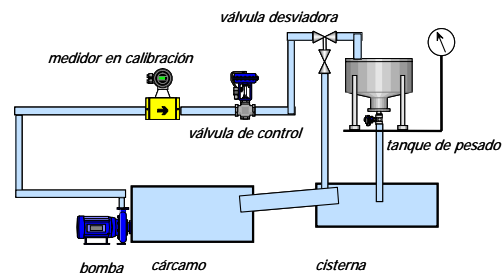 válvula desviadora
medidor en calibración
válvula de control
tanque de pesado
bomba
cárcamo
cisterna